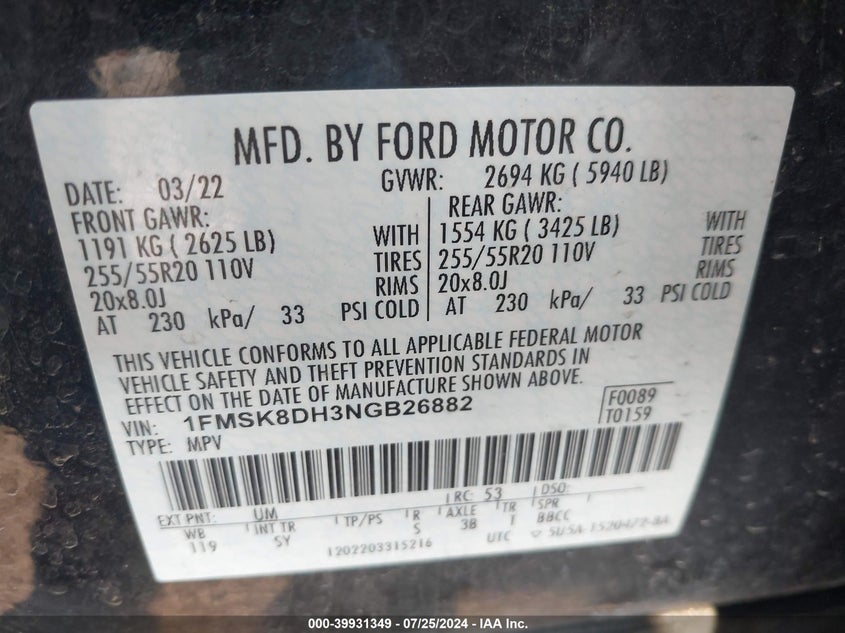 MFD. BY FORD MOTOR CO.
DATE: 03/22 GVWR: 2694 KG ( 5940 LB)
FRONT GAWR: REAR GAWR:
1191 KG ( 2625 LB) WITH 1554 KG ( 3425 LB) WITH
255/55R20 110V TIRES 255/55R20 110V TIRES
20x8.0J RIMS 20x8.0J RIMS
AT 230 kPa/ 33 PSI COLD AT 230 kPa/ 33 PSI COLD
THIS VEHICLE CONFORMS TO ALL APPLICABLE FEDERAL MOTOR
VEHICLE SAFETY AND THEFT PREVENTION STANDARDS IN
EFFECT ON THE DATE OF MANUFACTURE SHOWN ABOVE.
VIN: 1FMSK8DH3NGB26882 F0089
TYPE: MPV T0159
EXT PNT: UM RC: 53 DSO:
WB INT TR TP/PS R AXLE TR SPR
119 SY S 3B T BBCC
1202203315216 UTC
000-39931349 / 07/25/2024 - IAA Inc.